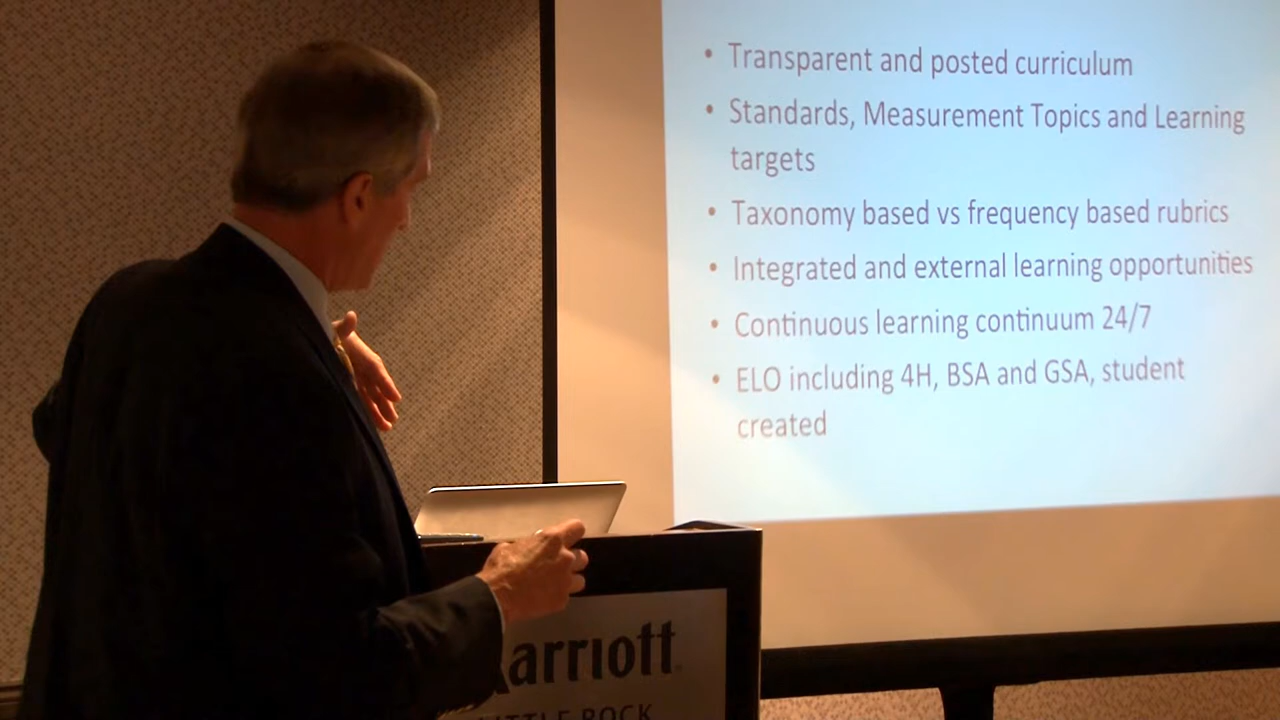 • Transparent and posted curriculum
• Standards, Measurement Topics and Learning
targets
• Taxonomy based vs frequency based rubrics
• Integrated and external learning opportunities
• Continuous learning continuum 24/7
• ELO including 4H, BSA and GSA, student
created
arriott
LITTLE ROCK